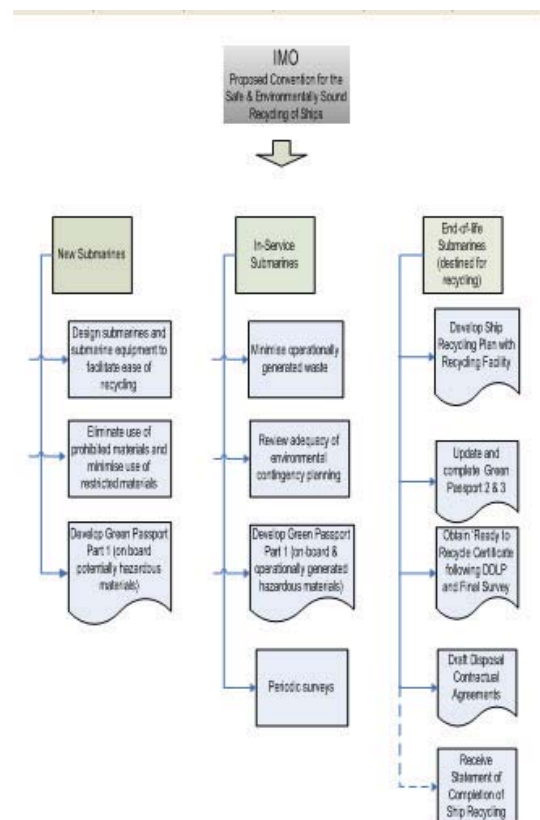 IMO
Proposed Convention for the
Safe & Environmentally Sound
Recycling of Ships
New Submarines
Design submarines and
submarine equipment to
facilitate ease of
recycling
Eliminate use of
prohibited materials and
minimise use of
restricted materials
Develop Green Passport
Part 1 (on board
potentially hazardous
materials)
In-Service
Submarines
Minimise operationally
generated waste
Review adequacy of
environmental
contingency planning
Develop Green Passport
Part 1 (on-board &
operationally generated
hazardous materials)
Periodic surveys
End-of-life
Submarines
(destined for
recycling)
Develop Ship
Recycling Plan with
Recycling Facility
Update and
complete Green
Passport 2 & 3
Obtain 'Ready to
Recycle Certificate
following DDLP
and Final Survey
Draft Disposal
Contractual
Agreements
Receive
Statement of
Completion of
Ship Recycling